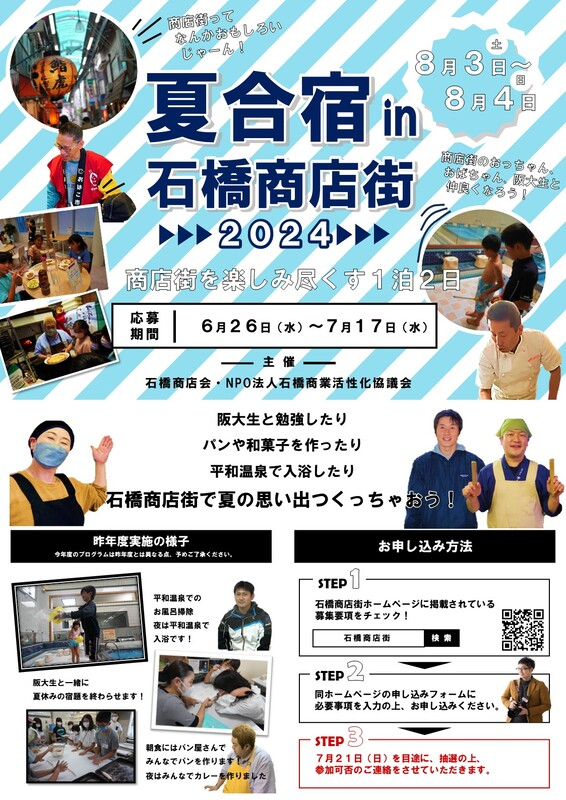 商店街って
なんかおもしろい
じゃーん！
8月3日～
土
8月4日
日
夏合宿in
石橋商店街
2024
商店街のおっちゃん、
おばちゃん、阪大生と
仲良くなろう！
商店街を楽しみ尽くす1泊2日
応募
期間
6月26日（水）～7月17日（水）
主催
石橋商店会・NPO法人石橋商業活性化協議会
阪大生と勉強したり
パンや和菓子を作ったり
平和温泉で入浴したり
石橋商店街で夏の思い出つくっちゃおう！
昨年度実施の様子
今年度のプログラムは昨年度とは異なる点、予めご了承ください。
平和温泉での
お風呂掃除
夜は平和温泉で
入浴です！
阪大生と一緒に
夏休みの宿題を終わらせます！
朝食にはパン屋さんで
みんなでパンを作ります！
夜はみんなでカレーを作りました
お申し込み方法
STEP 1
石橋商店街ホームページに掲載されている
募集要項をチェック！
石橋商店街 検索
STEP 2
同ホームページの申し込みフォームに
必要事項を入力の上、お申し込みください。
STEP 3
7月21日（日）を目途に、抽選の上、
参加可否のご連絡をさせていただきます。